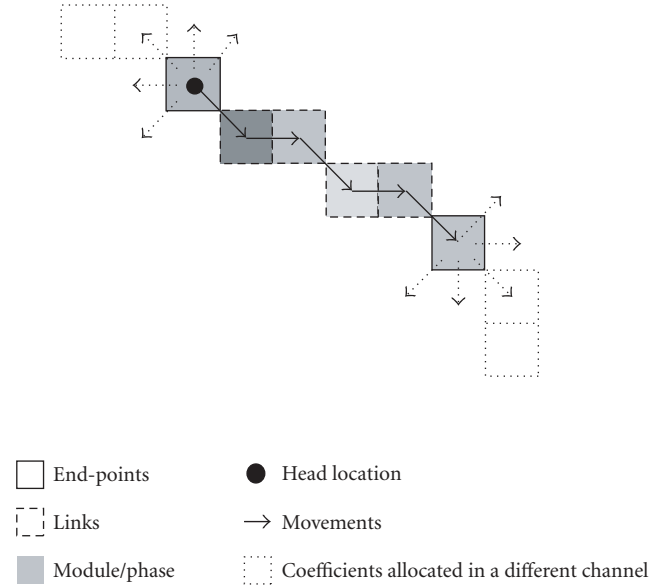 End-points
Head location
Links
Movements
Module/phase
Coefficients allocated in a different channel